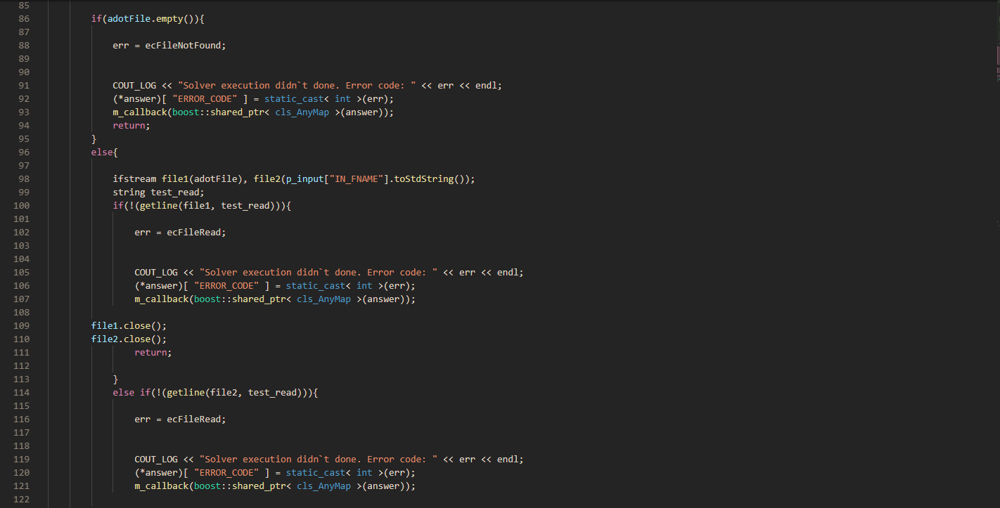 85
86 if(adotFile.empty()){
87
88 err = ecFileNotFound;
89
90
91 COUT_LOG << "Solver execution didn`t done. Error code: " << err << endl;
92 (*answer)[ "ERROR_CODE" ] = static_cast< int >(err);
93 m_callback(boost::shared_ptr< cls_AnyMap >(answer));
94 return;
95 }
96 else{
97
98 ifstream file1(adotFile), file2(p_input["IN_FNAME"].toStdString());
99 string test_read;
100 if(!(getline(file1, test_read))){
101
102 err = ecFileRead;
103
104
105 COUT_LOG << "Solver execution didn`t done. Error code: " << err << endl;
106 (*answer)[ "ERROR_CODE" ] = static_cast< int >(err);
107 m_callback(boost::shared_ptr< cls_AnyMap >(answer));
108
109 file1.close();
110 file2.close();
111 return;
112
113 }
114 else if(!(getline(file2, test_read))){
115
116 err = ecFileRead;
117
118
119 COUT_LOG << "Solver execution didn`t done. Error code: " << err << endl;
120 (*answer)[ "ERROR_CODE" ] = static_cast< int >(err);
121 m_callback(boost::shared_ptr< cls_AnyMap >(answer));
122